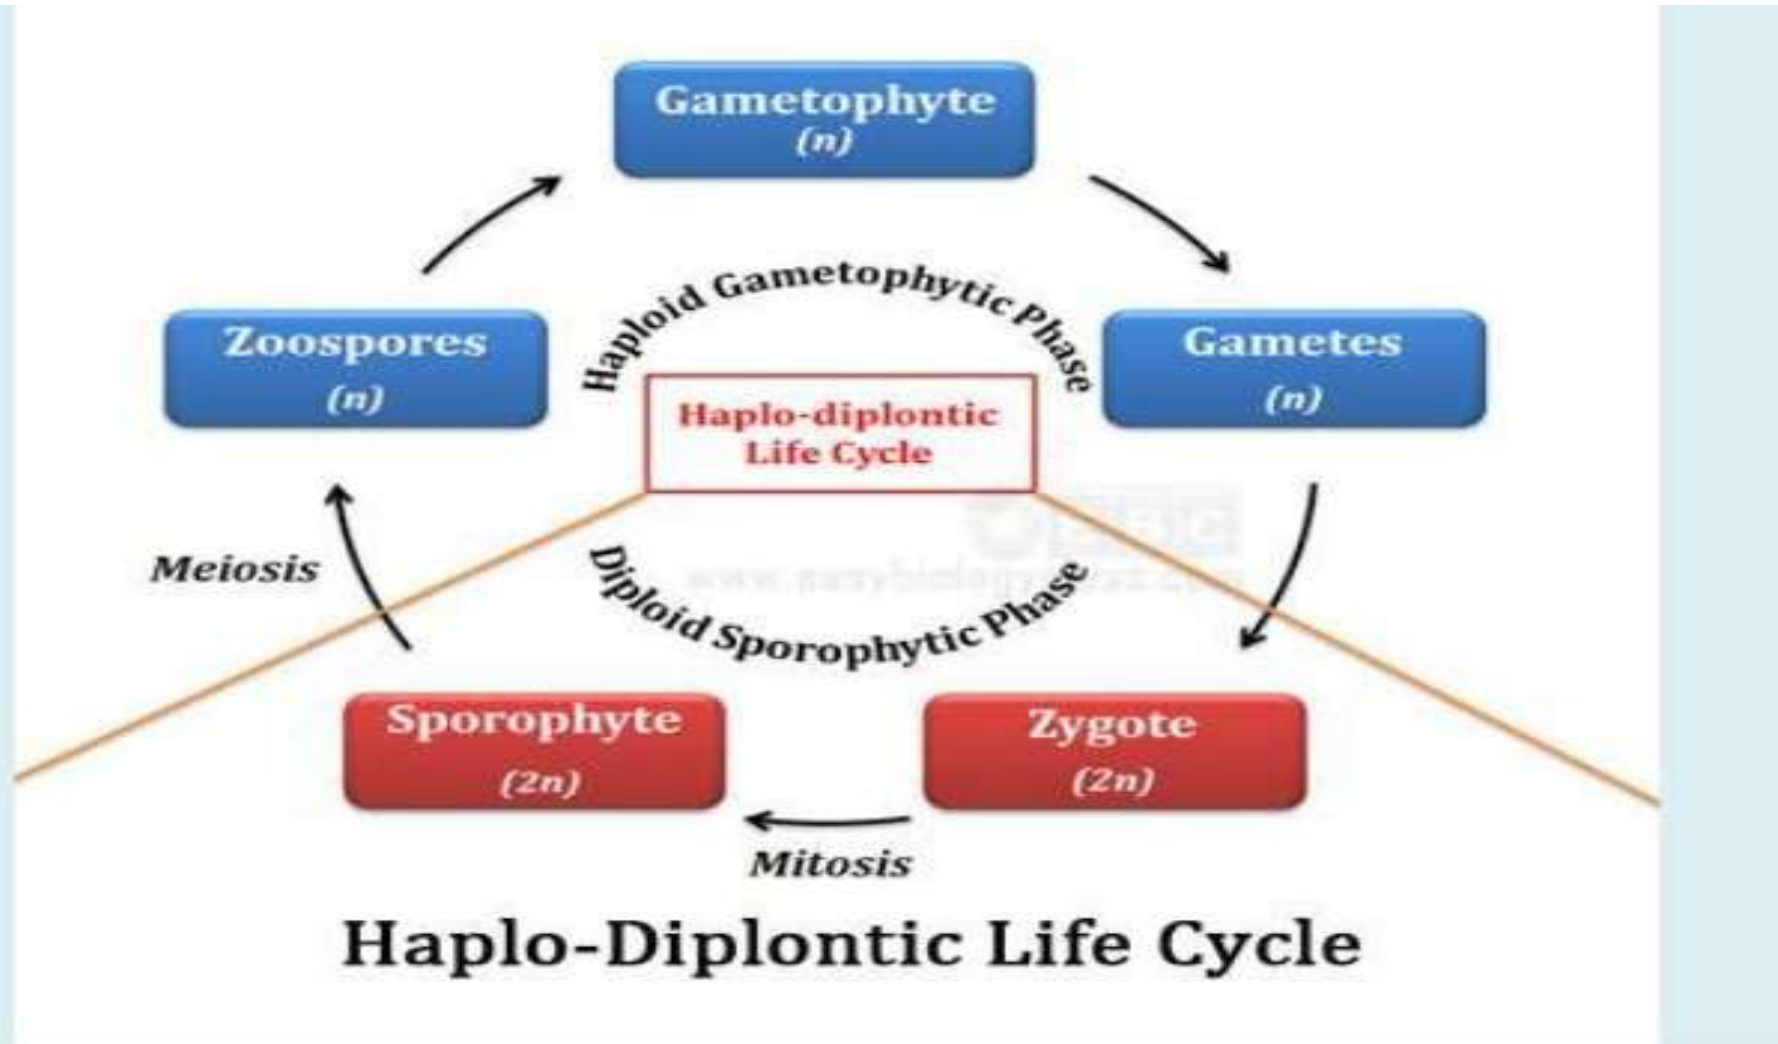 Gametophyte
(n)
Haploid Gametophytic Phase
Zoospores
(n)
Gametes
(n)
Haplo-diplontic
Life Cycle
Meiosis
Diploid Sporophytic Phase
Sporophyte
(2n)
Zygote
(2n)
Mitosis
Haplo-Diplontic Life Cycle